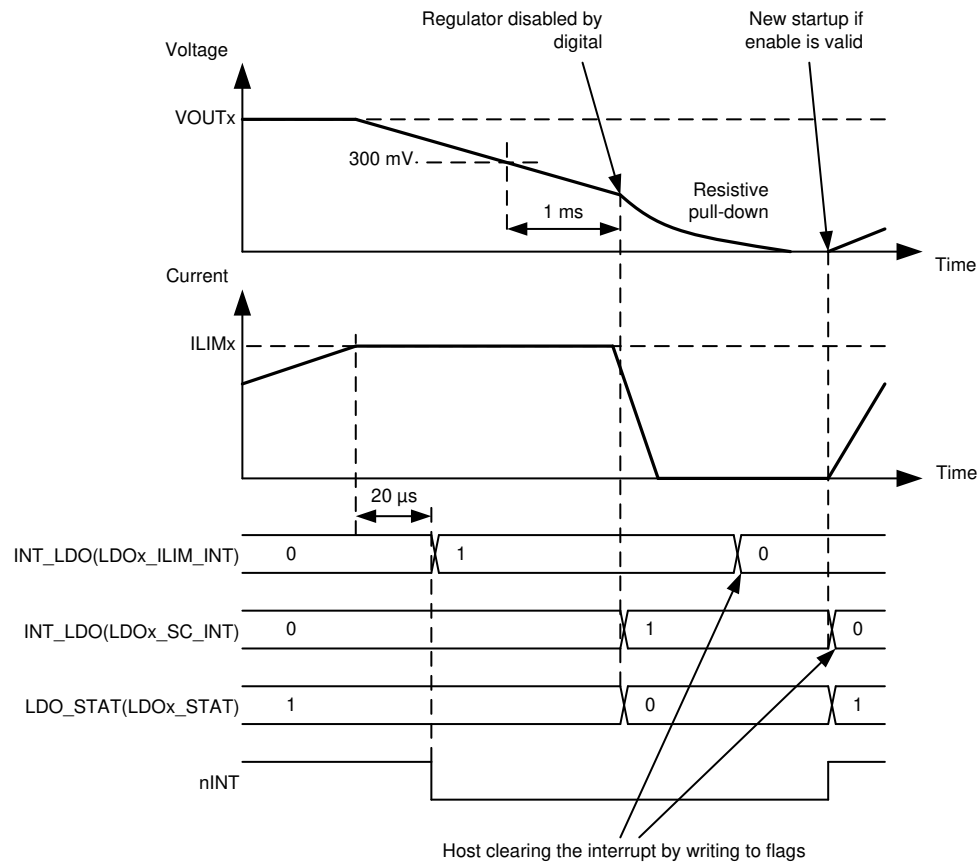 Regulator disabled by
digital
New startup if
enable is valid
Voltage
VOUTx
300 mV
1 ms
Resistive
pull-down
Time
Current
ILIMx
Time
20 µs
INT_LDO(LDOx_ILIM_INT)
0
1
0
INT_LDO(LDOx_SC_INT)
0
1
0
LDO_STAT(LDOx_STAT)
1
0
1
nINT
Host clearing the interrupt by writing to flags